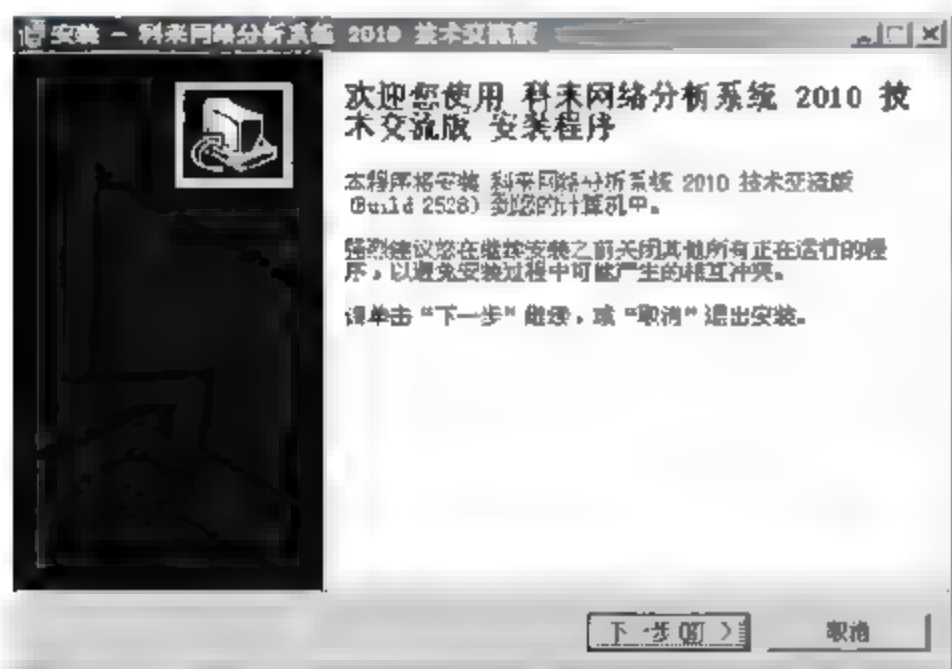 安装 - 科来网络分析系统 2010 技术交流版
欢迎您使用 科来网络分析系统 2010 技
术交流版 安装程序
本程序将安装 科来网络分析系统 2010 技术交流版
(Build 2528) 到您的计算机中。
强烈建议您在继续安装之前关闭其他所有正在运行的程
序，以避免安装过程中可能产生的相互冲突。
请单击“下一步”继续，或“取消”退出安装。
下一步(N) > 取消